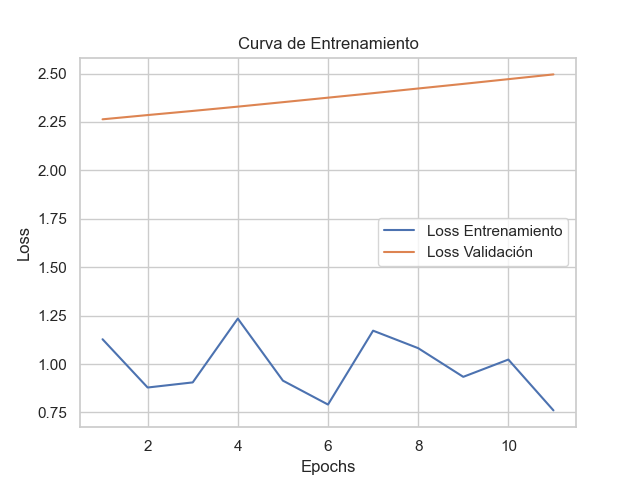 Curva de Entrenamiento
2.50
2.25
2.00
1.75
1.50
1.25
1.00
0.75
Loss
Loss Entrenamiento
Loss Validación
2 4 6 8 10
Epochs